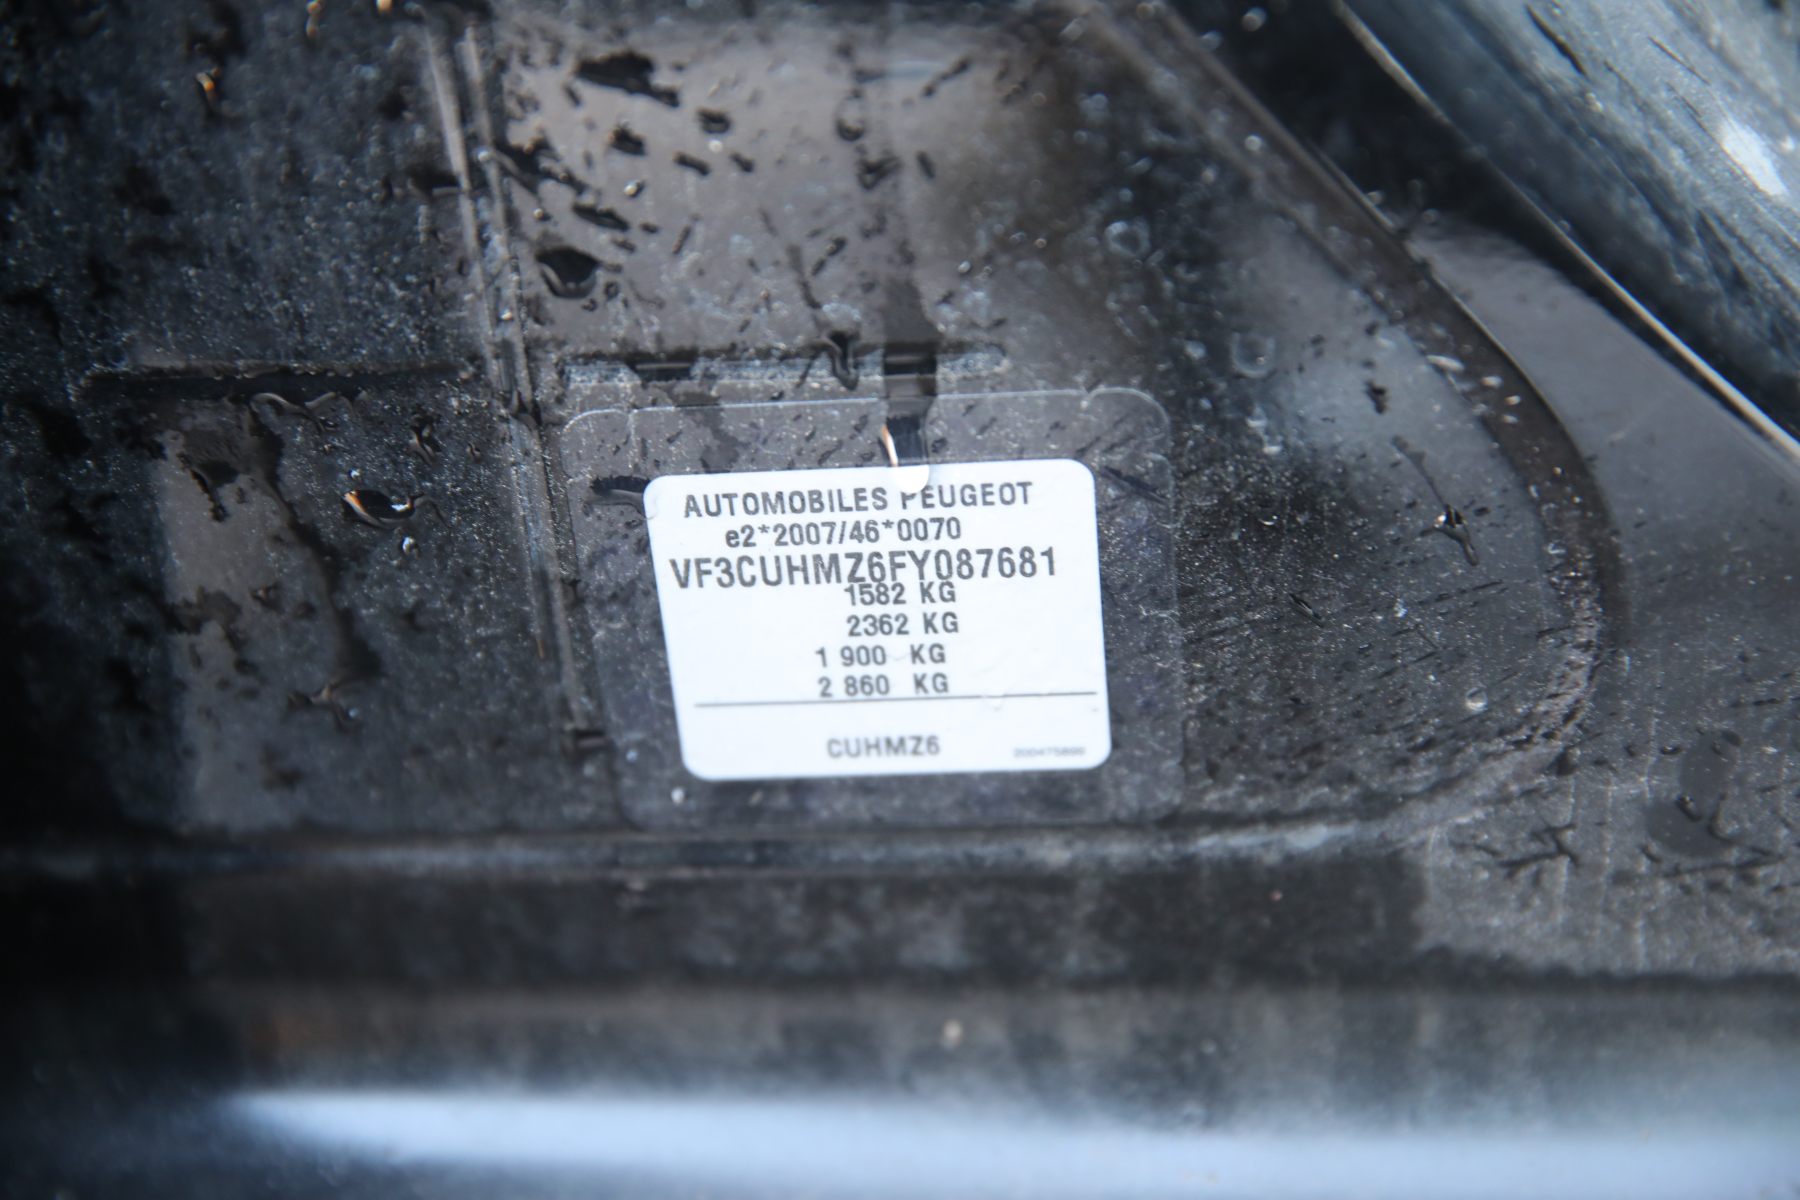 AUTOMOBILES PEUGEOT
e2*2007/46*0070
VF3CUHMZ6FY087681
1582 KG
2362 KG
1 900 KG
2 860 KG
CUHMZ6